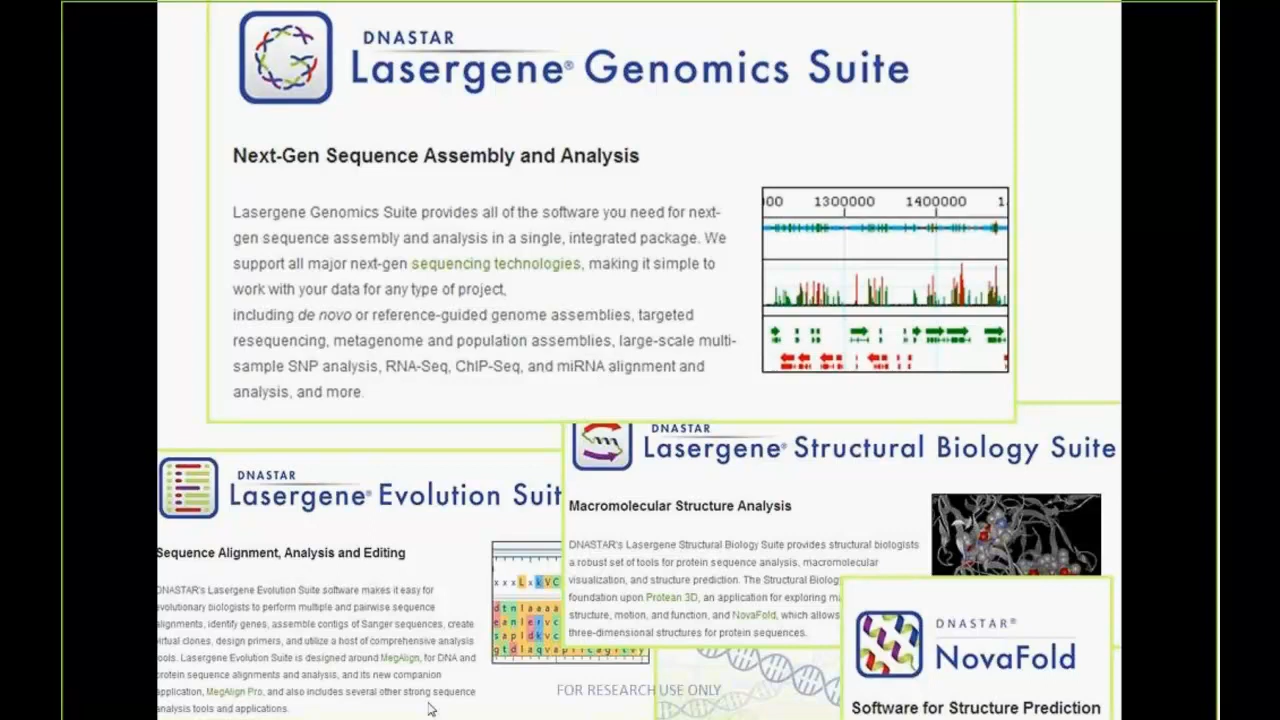 DNASTAR
Lasergene® Genomics Suite
Next-Gen Sequence Assembly and Analysis
Lasergene Genomics Suite provides all of the software you need for next-
gen sequence assembly and analysis in a single, integrated package. We
support all major next-gen sequencing technologies, making it simple to
work with your data for any type of project,
including de novo or reference-guided genome assemblies, targeted
resequencing, metagenome and population assemblies, large-scale multi-
sample SNP analysis, RNA-Seq, ChIP-Seq, and miRNA alignment and
analysis, and more.
00 1300000 1400000 1
DNASTAR
Lasergene® Structural Biology Suite
Macromolecular Structure Analysis
DNASTAR's Lasergene Structural Biology Suite provides structural biologists
a robust set of tools for protein sequence analysis, macromolecular
visualization, and structure prediction. The Structural Biolog
foundation upon Protean 3D, an application for exploring m
structure, motion, and function, and NovaFold, which allows
three-dimensional structures for protein sequences.
DNASTAR
Lasergene® Evolution Suit
Sequence Alignment, Analysis and Editing
DNASTAR's Lasergene Evolution Suite software makes it easy for
evolutionary biologists to perform multiple and pairwise sequence
alignments, identify genes, assemble contigs of Sanger sequences, create
virtual clones, design primers, and utilize a host of comprehensive analysis
tools. Lasergene Evolution Suite is designed around MegAlign, for DNA and
protein sequence alignments and analysis, and its new companion
application, MegAlign Pro, and also includes several other strong sequence
analysis tools and applications.
x x x L x k V C
d t n l a a a a
e a n l e r v c
s a p l d k v c
g t d l a q v a
DNASTAR®
NovaFold
Software for Structure Prediction
FOR RESEARCH USE ONLY